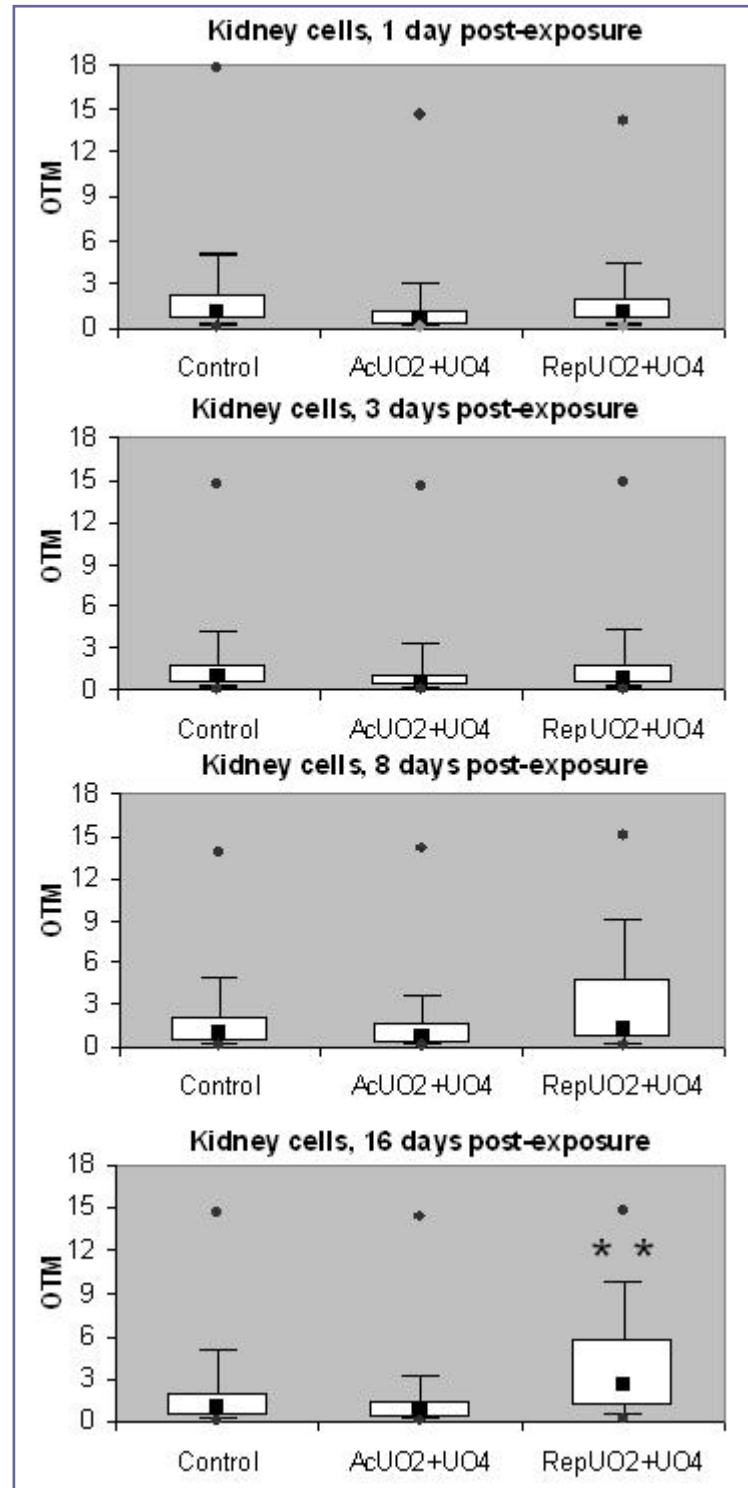 Kidney cells, 1 day post-exposure
18
15
12
9
6
3
0
OTM
Control AcUO2+UO4 RepUO2+UO4
Kidney cells, 3 days post-exposure
18
15
12
9
6
3
0
OTM
Control AcUO2+UO4 RepUO2+UO4
Kidney cells, 8 days post-exposure
18
15
12
9
6
3
0
OTM
Control AcUO2+UO4 RepUO2+UO4
Kidney cells, 16 days post-exposure
18
15
12
9
6
3
0
OTM
* *
Control AcUO2+UO4 RepUO2+UO4